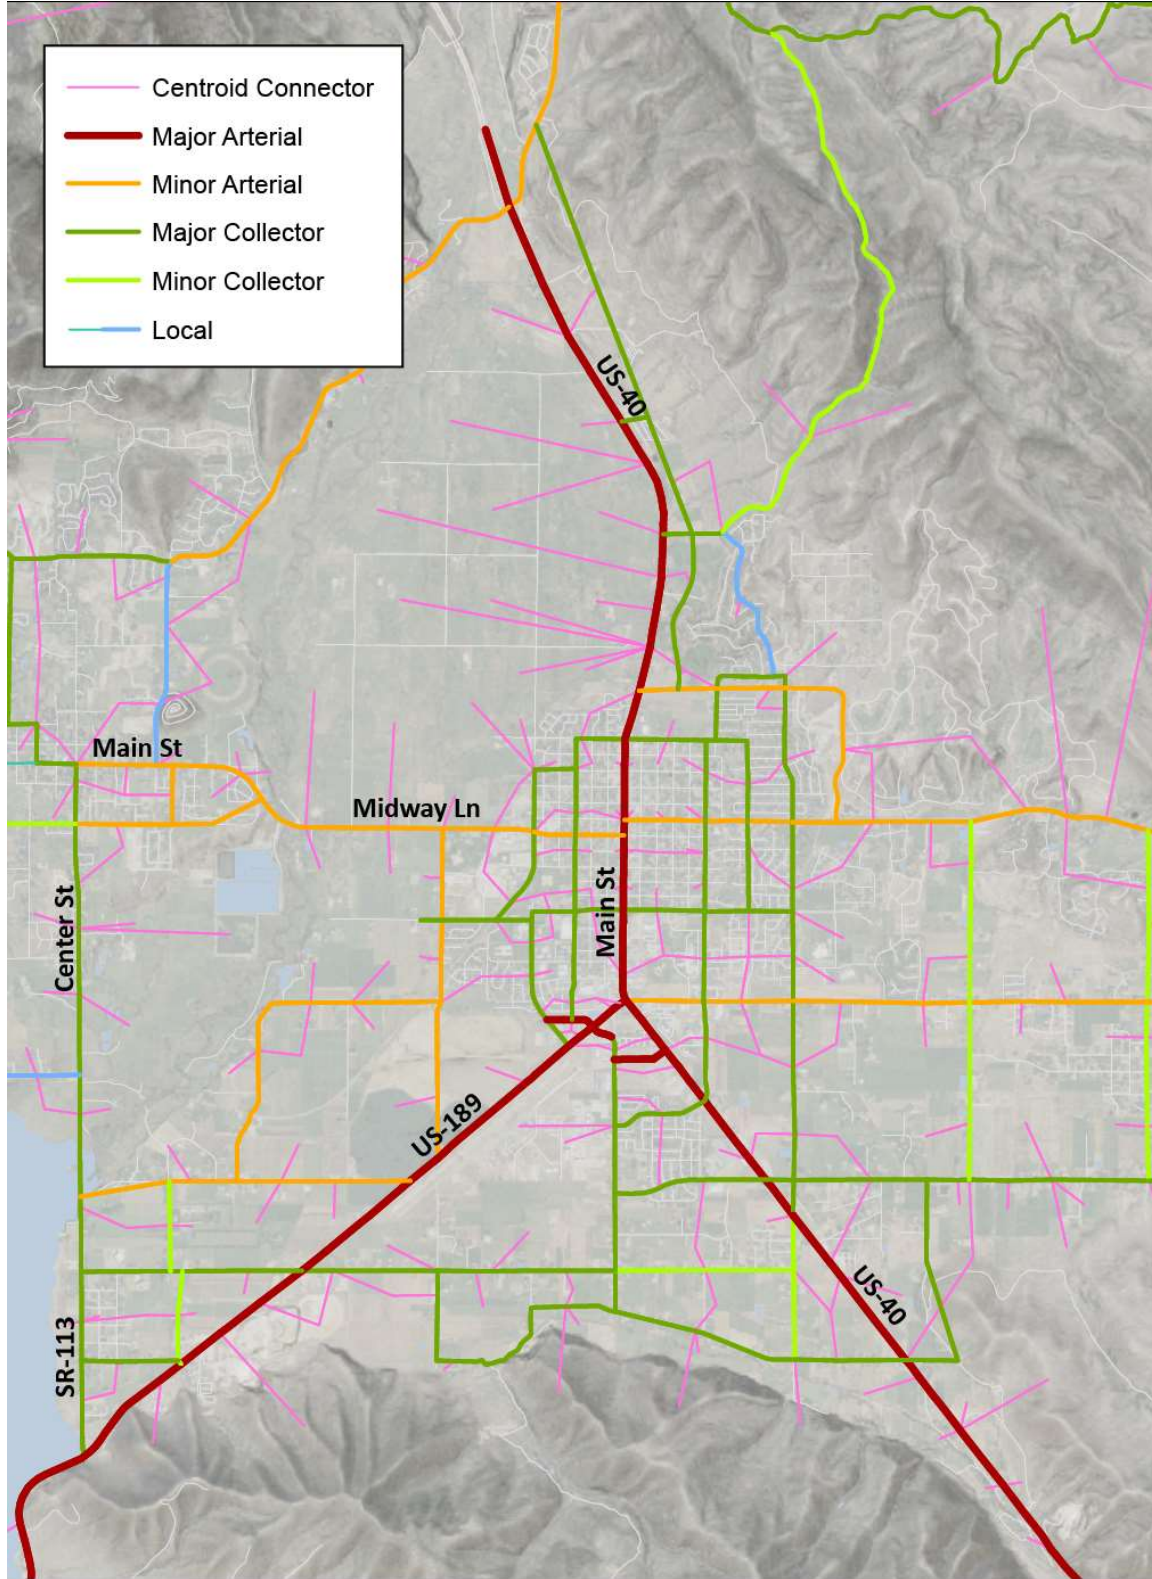 Centroid Connector
Major Arterial
Minor Arterial
Major Collector
Minor Collector
Local
US-40
Main St
Midway Ln
Main St
Center St
US-189
US-40
SR-113